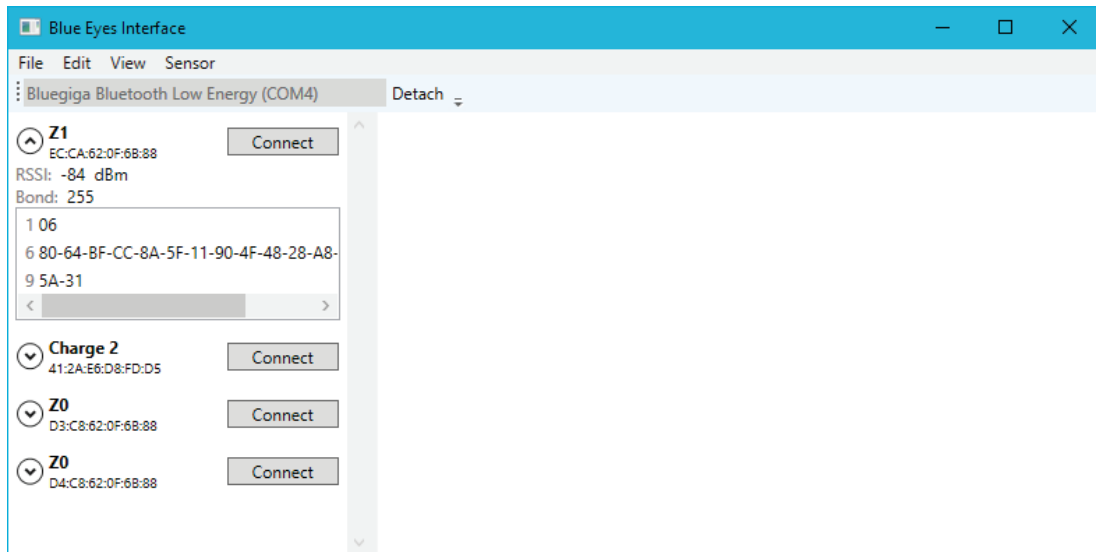 Blue Eyes Interface
File Edit View Sensor
Bluegiga Bluetooth Low Energy (COM4) Detach
Z1
EC:CA:62:0F:6B:88
Connect
RSSI: -84 dBm
Bond: 255
1 06
6 80-64-BF-CC-8A-5F-11-90-4F-48-28-A8-
9 5A-31
Charge 2
41:2A:E6:D8:FD:D5
Connect
Z0
D3:C8:62:0F:6B:88
Connect
Z0
D4:C8:62:0F:6B:88
Connect